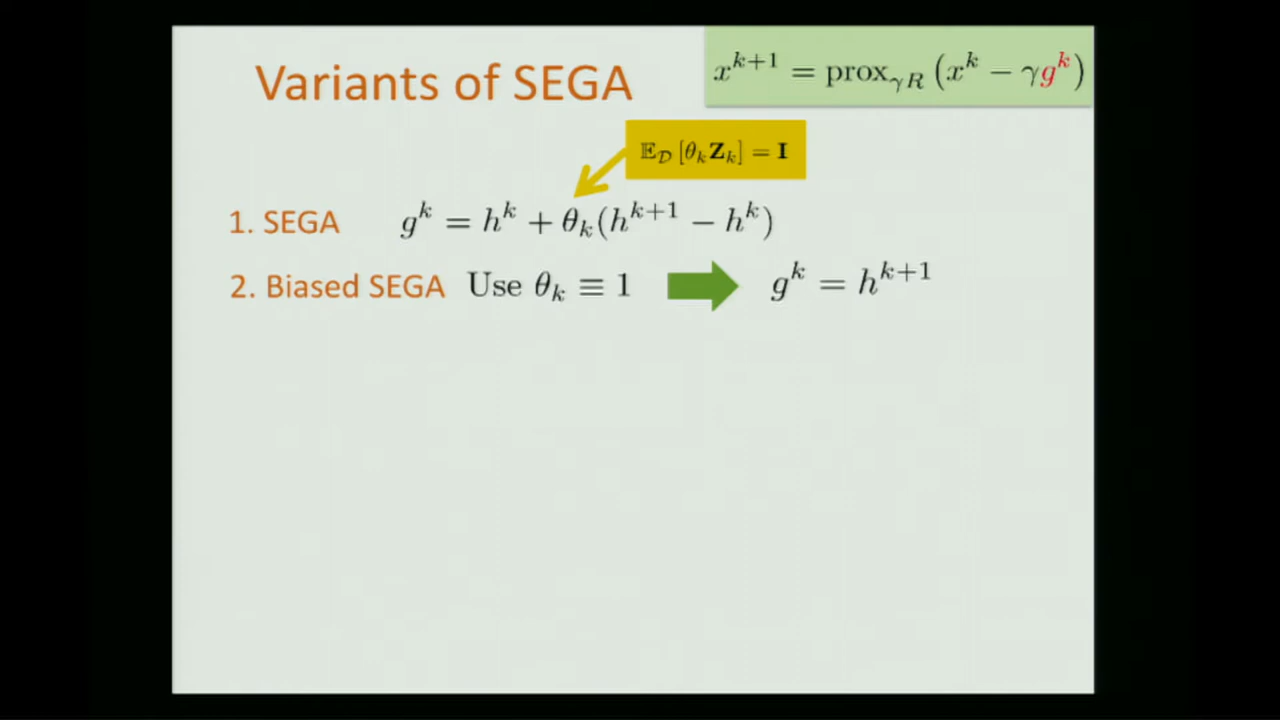 Variants of SEGA
x^{k+1} = prox_{γR} (x^k − γg^k)
𝔼_𝒟 [θ_k 𝐙_k] = 𝐈
1. SEGA g^k = h^k + θ_k(h^{k+1} − h^k)
2. Biased SEGA Use θ_k ≡ 1 g^k = h^{k+1}